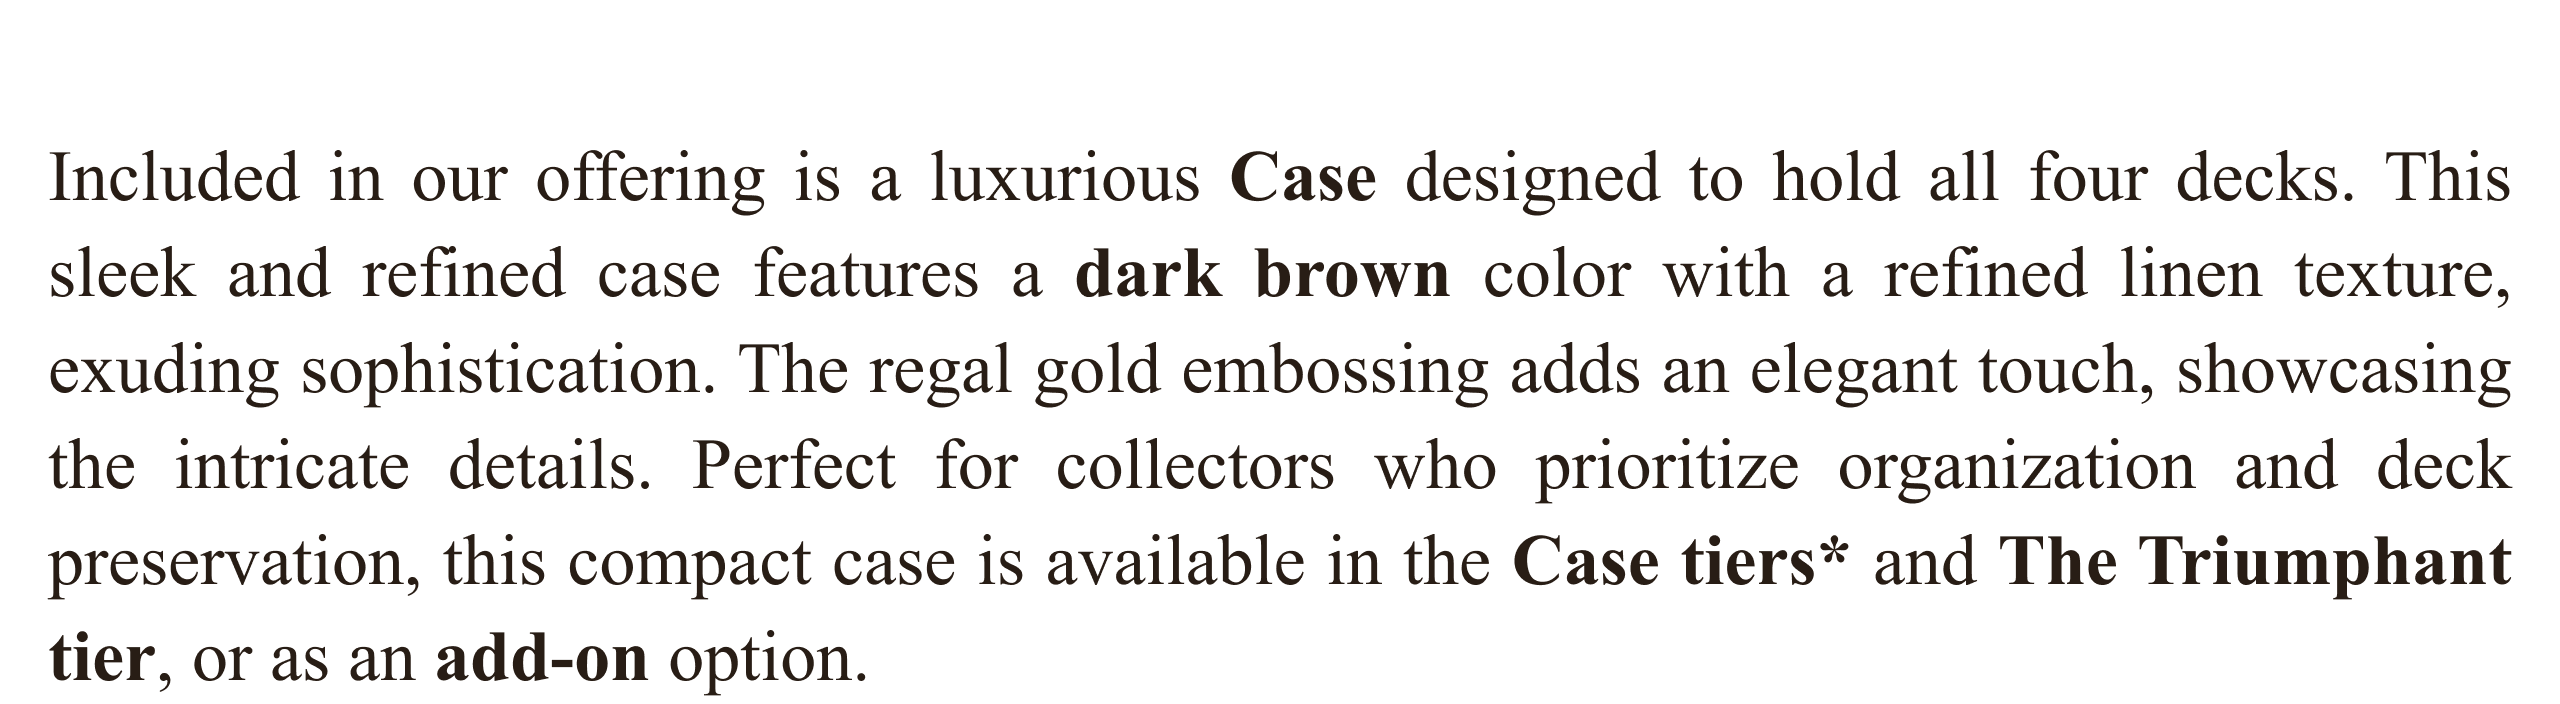 Included in our offering is a luxurious Case designed to hold all four decks. This
sleek and refined case features a dark brown color with a refined linen texture,
exuding sophistication. The regal gold embossing adds an elegant touch, showcasing
the intricate details. Perfect for collectors who prioritize organization and deck
preservation, this compact case is available in the Case tiers* and The Triumphant
tier, or as an add-on option.